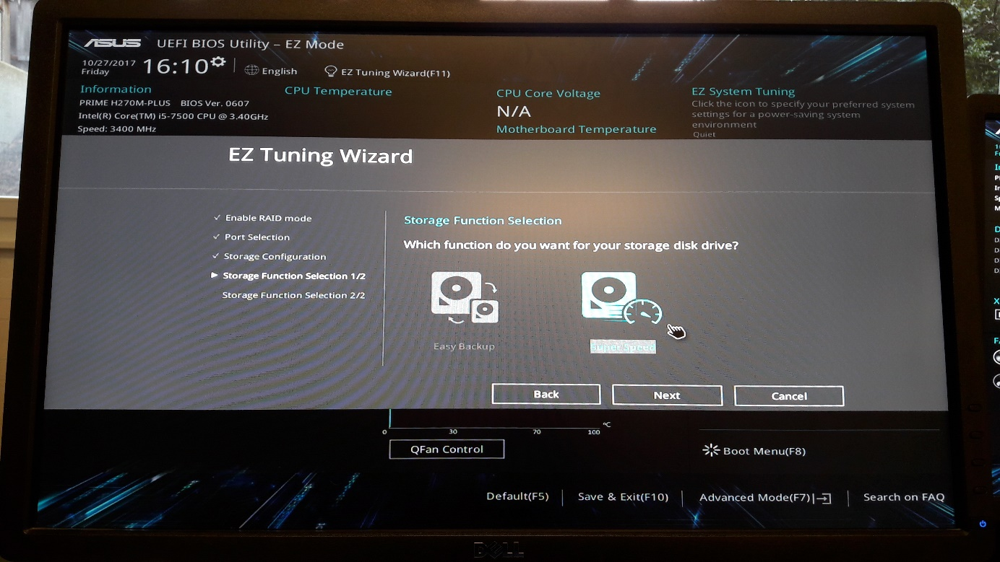 ASUS UEFI BIOS Utility – EZ Mode
10/27/2017
Friday
16:10
English
EZ Tuning Wizard(F11)
Information
PRIME H270M-PLUS BIOS Ver. 0607
Intel(R) Core(TM) i5-7500 CPU @ 3.40GHz
Speed: 3400 MHz
CPU Temperature
CPU Core Voltage
N/A
Motherboard Temperature
EZ System Tuning
Click the icon to specify your preferred system
settings for a power-saving system
environment
Quiet
EZ Tuning Wizard
✓ Enable RAID mode
✓ Port Selection
✓ Storage Configuration
▶ Storage Function Selection 1/2
Storage Function Selection 2/2
Storage Function Selection
Which function do you want for your storage disk drive?
Easy Backup
Super Speed
Back
Next
Cancel
0 30 70 100 °C
QFan Control
Boot Menu(F8)
Default(F5)
Save & Exit(F10)
Advanced Mode(F7)
Search on FAQ
DELL